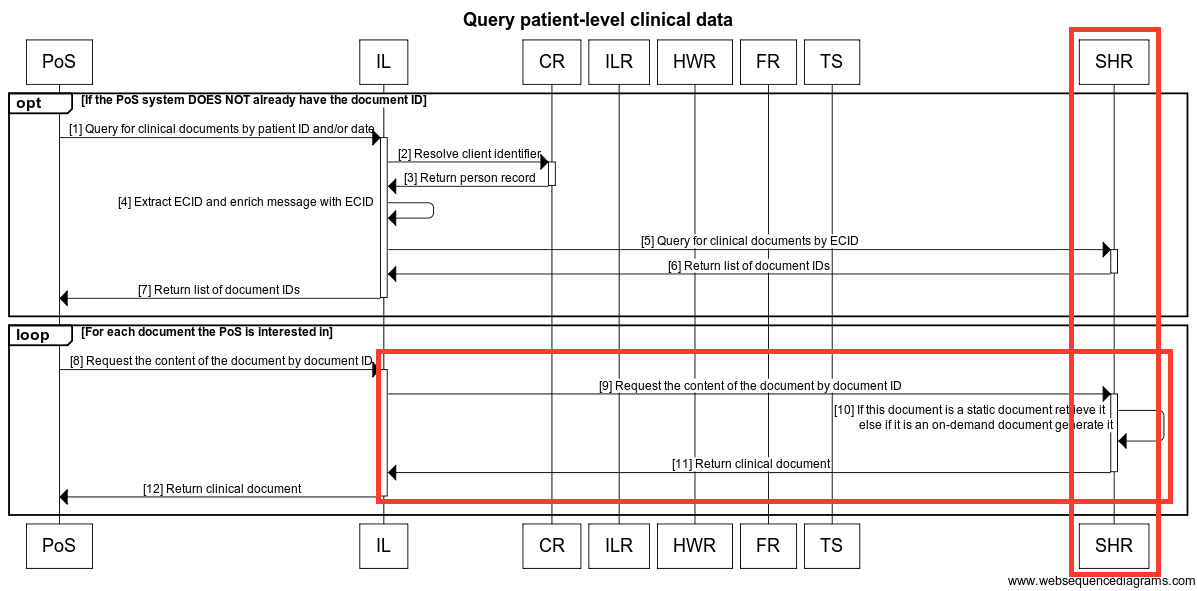 Query patient-level clinical data
PoS IL CR ILR HWR FR TS SHR
opt [If the PoS system DOES NOT already have the document ID]
[1] Query for clinical documents by patient ID and/or date
[2] Resolve client identifier
[3] Return person record
[4] Extract ECID and enrich message with ECID
[5] Query for clinical documents by ECID
[6] Return list of document IDs
[7] Return list of document IDs
loop [For each document the PoS is interested in]
[8] Request the content of the document by document ID
[9] Request the content of the document by document ID
[10] If this document is a static document retrieve it
else if it is an on-demand document generate it
[11] Return clinical document
[12] Return clinical document
PoS IL CR ILR HWR FR TS SHR
www.websequencediagrams.com